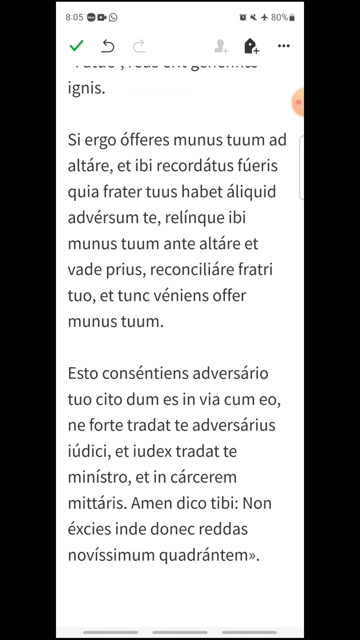 8:05
80%
ignis.
Si ergo ófferes munus tuum ad
altáre, et ibi recordátus fúeris
quia frater tuus habet áliquid
advérsum te, relínque ibi
munus tuum ante altáre et
vade prius, reconciliáre fratri
tuo, et tunc véniens offer
munus tuum.
Esto conséntiens adversário
tuo cito dum es in via cum eo,
ne forte tradat te adversárius
iúdici, et iudex tradat te
minístro, et in cárcerem
mittáris. Amen dico tibi: Non
éxcies inde donec reddas
novíssimum quadrántem».